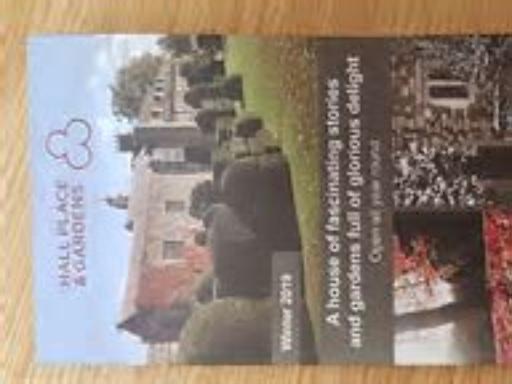 HALL PLACE
& GARDENS
Winter 2019
A house of fascinating stories
and gardens full of glorious delight
Open all year round